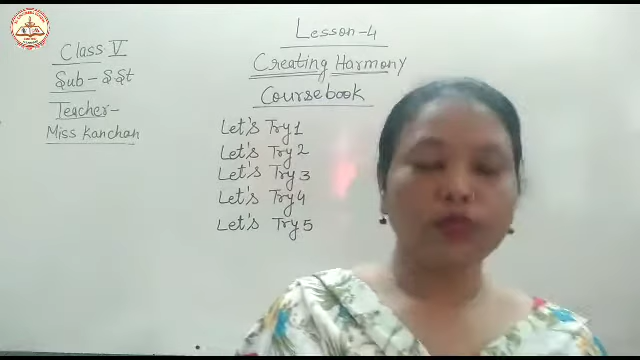 Class V
Sub - SSt
Teacher-
Miss Kanchan
Lesson-4
Creating Harmony
Coursebook
Let's Try 1
Let's Try 2
Let's Try 3
Let's Try 4
Let's Try 5